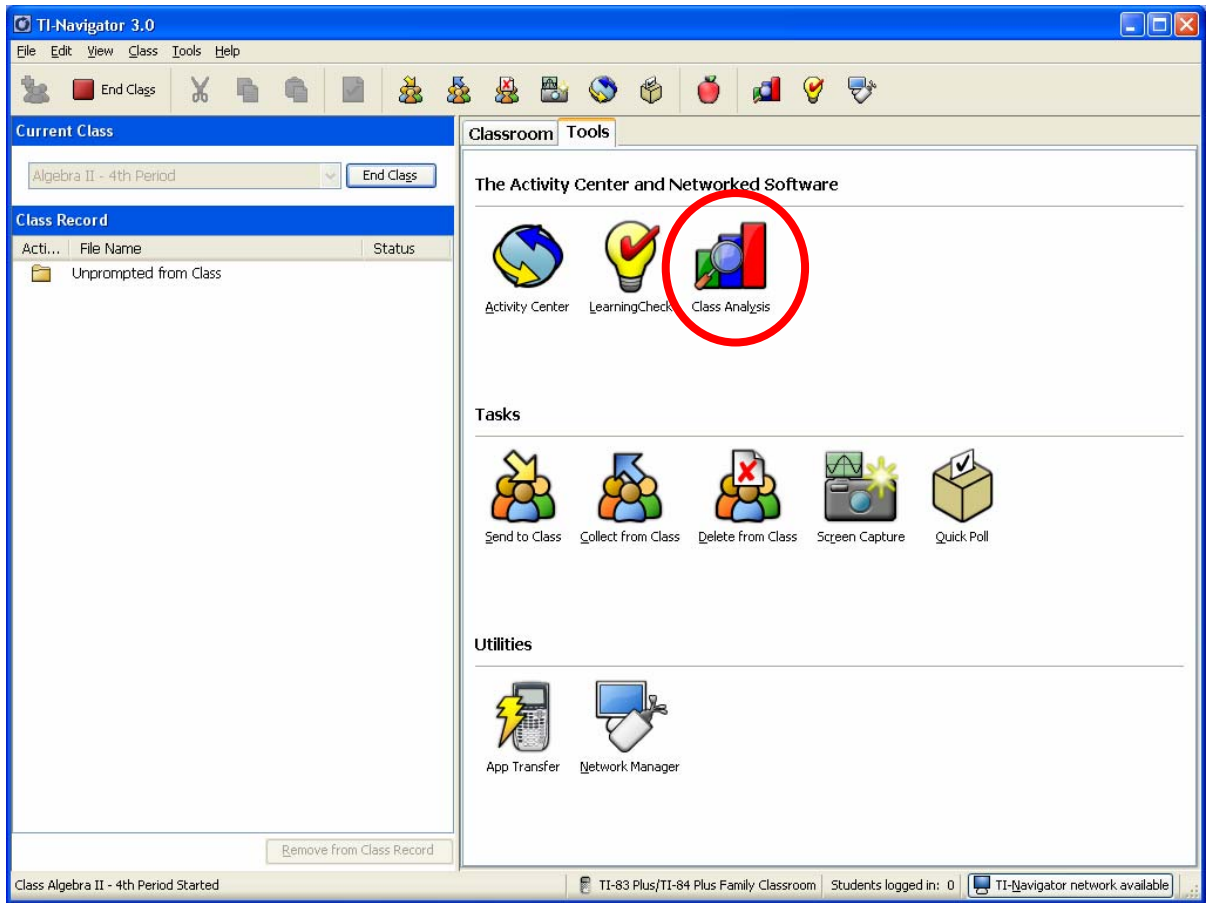 TI-Navigator 3.0
File Edit View Class Tools Help
End Class
Current Class
Algebra II - 4th Period
End Class
Class Record
Acti... File Name Status
Unprompted from Class
Remove from Class Record
Classroom Tools
The Activity Center and Networked Software
Activity Center LearningCheck Class Analysis
Tasks
Send to Class Collect from Class Delete from Class Screen Capture Quick Poll
Utilities
App Transfer Network Manager
Class Algebra II - 4th Period Started TI-83 Plus/TI-84 Plus Family Classroom Students logged in: 0 TI-Navigator network available